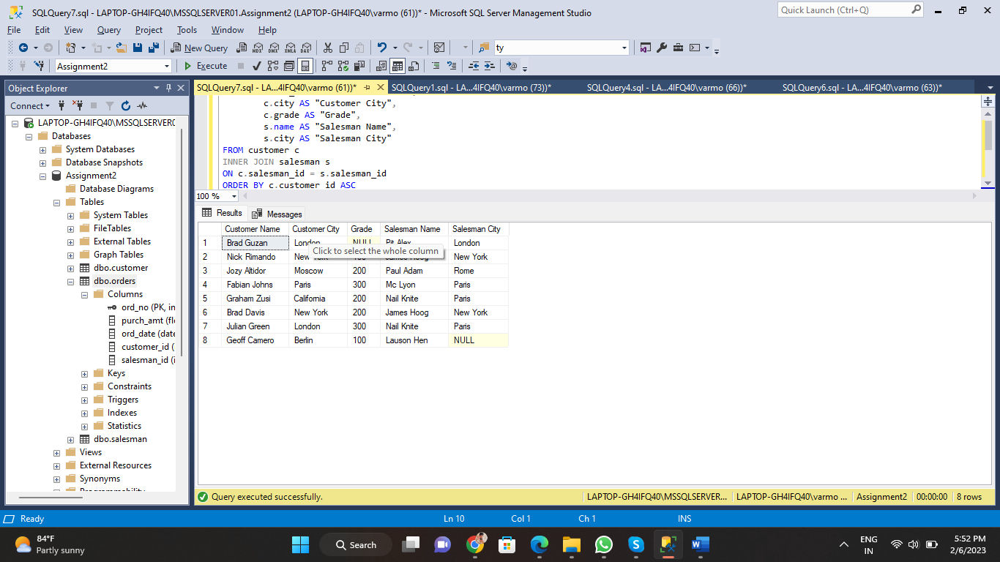 SQLQuery7.sql - LAPTOP-GH4IFQ40\MSSQLSERVER01.Assignment2 (LAPTOP-GH4IFQ40\varmo (61))* - Microsoft SQL Server Management Studio
Quick Launch (Ctrl+Q)
File Edit View Query Project Tools Window Help
New Query MDX DMX XMLA DAX ty
Assignment2 Execute
Object Explorer
SQLQuery7.sql - LA...4IFQ40\varmo (61))* SQLQuery1.sql - LA...4IFQ40\varmo (73))* SQLQuery4.sql - LA...4IFQ40\varmo (66))* SQLQuery6.sql - LA...4IFQ40\varmo (63))*
Connect
LAPTOP-GH4IFQ40\MSSQLSERVER0
Databases
System Databases
Database Snapshots
Assignment2
Database Diagrams
Tables
System Tables
FileTables
External Tables
Graph Tables
dbo.customer
dbo.orders
Columns
ord_no (PK, in
purch_amt (flo
ord_date (date
customer_id (
salesman_id (i
Keys
Constraints
Triggers
Indexes
Statistics
dbo.salesman
Views
External Resources
Synonyms
Programmability
c.city AS "Customer City",
c.grade AS "Grade",
s.name AS "Salesman Name",
s.city AS "Salesman City"
FROM customer c
INNER JOIN salesman s
ON c.salesman_id = s.salesman_id
ORDER BY c.customer_id ASC
100 %
Results Messages
Customer Name Customer City Grade Salesman Name Salesman City
1 Brad Guzan London NULL Pit Alex London
Click to select the whole column
2 Nick Rimando New York James Hoog New York
3 Jozy Altidor Moscow 200 Paul Adam Rome
4 Fabian Johns Paris 300 Mc Lyon Paris
5 Graham Zusi California 200 Nail Knite Paris
6 Brad Davis New York 200 James Hoog New York
7 Julian Green London 300 Nail Knite Paris
8 Geoff Camero Berlin 100 Lauson Hen NULL
Query executed successfully. LAPTOP-GH4IFQ40\MSSQLSERVER... LAPTOP-GH4IFQ40\varmo ... Assignment2 00:00:00 8 rows
Ready Ln 10 Col 1 Ch 1 INS
84°F
Partly sunny
Search
ENG
IN
5:52 PM
2/6/2023